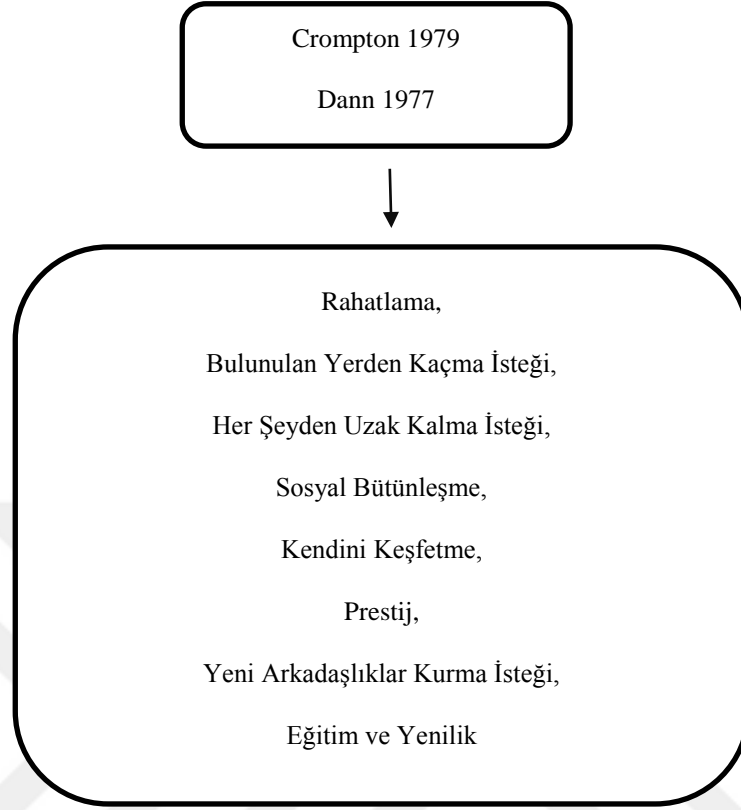 Crompton 1979
Dann 1977
Rahatlama,
Bulunulan Yerden Kaçma İsteği,
Her Şeyden Uzak Kalma İsteği,
Sosyal Bütünleşme,
Kendini Keşfetme,
Prestij,
Yeni Arkadaşlıklar Kurma İsteği,
Eğitim ve Yenilik